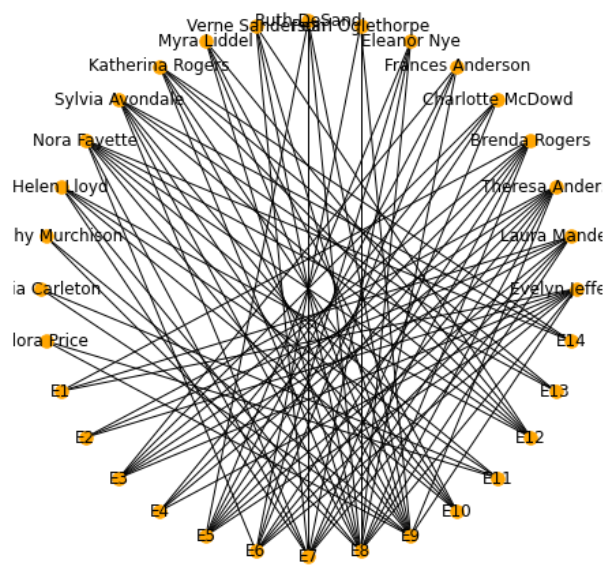 Ruth DeSand
Verne Sanderson
Pearl Oglethorpe
Myra Liddel
Eleanor Nye
Katherina Rogers
Frances Anderson
Sylvia Avondale
Charlotte McDowd
Nora Fayette
Brenda Rogers
Helen Lloyd
Theresa Ander
hy Murchison
Laura Mande
ia Carleton
Evelyn Jeffe
lora Price
E14
E1
E13
E2
E12
E3
E11
E4
E10
E5
E9
E6
E8
E7